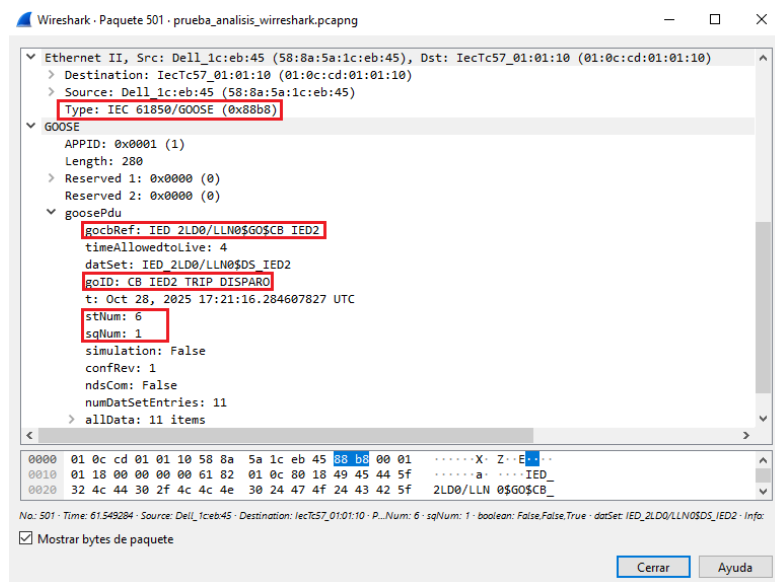 Wireshark · Paquete 501 · prueba_analisis_wirreshark.pcapng
Ethernet II, Src: Dell_1c:eb:45 (58:8a:5a:1c:eb:45), Dst: IecTc57_01:01:10 (01:0c:cd:01:01:10)
Destination: IecTc57_01:01:10 (01:0c:cd:01:01:10)
Source: Dell_1c:eb:45 (58:8a:5a:1c:eb:45)
Type: IEC 61850/GOOSE (0x88b8)
GOOSE
APPID: 0x0001 (1)
Length: 280
Reserved 1: 0x0000 (0)
Reserved 2: 0x0000 (0)
goosePdu
gocbRef: IED_2LD0/LLN0$GO$CB_IED2
timeAllowedtoLive: 4
datSet: IED_2LD0/LLN0$DS_IED2
goID: CB_IED2_TRIP_DISPARO
t: Oct 28, 2025 17:21:16.284607827 UTC
stNum: 6
sqNum: 1
simulation: False
confRev: 1
ndsCom: False
numDatSetEntries: 11
allData: 11 items
0000 01 0c cd 01 01 10 58 8a 5a 1c eb 45 88 b8 00 01 ······X· Z··E····
0010 01 18 00 00 00 00 61 82 01 0c 80 18 49 45 44 5f ······a· ····IED_
0020 32 4c 44 30 2f 4c 4c 4e 30 24 47 4f 24 43 42 5f 2LD0/LLN 0$GO$CB_
No.: 501 · Time: 61.549284 · Source: Dell_1c:eb:45 · Destination: IecTc57_01:01:10 · P...Num: 6 · sqNum: 1 · boolean: False,False,True · datSet: IED_2LD0/LLN0$DS_IED2 · Info:
Mostrar bytes de paquete
Cerrar
Ayuda